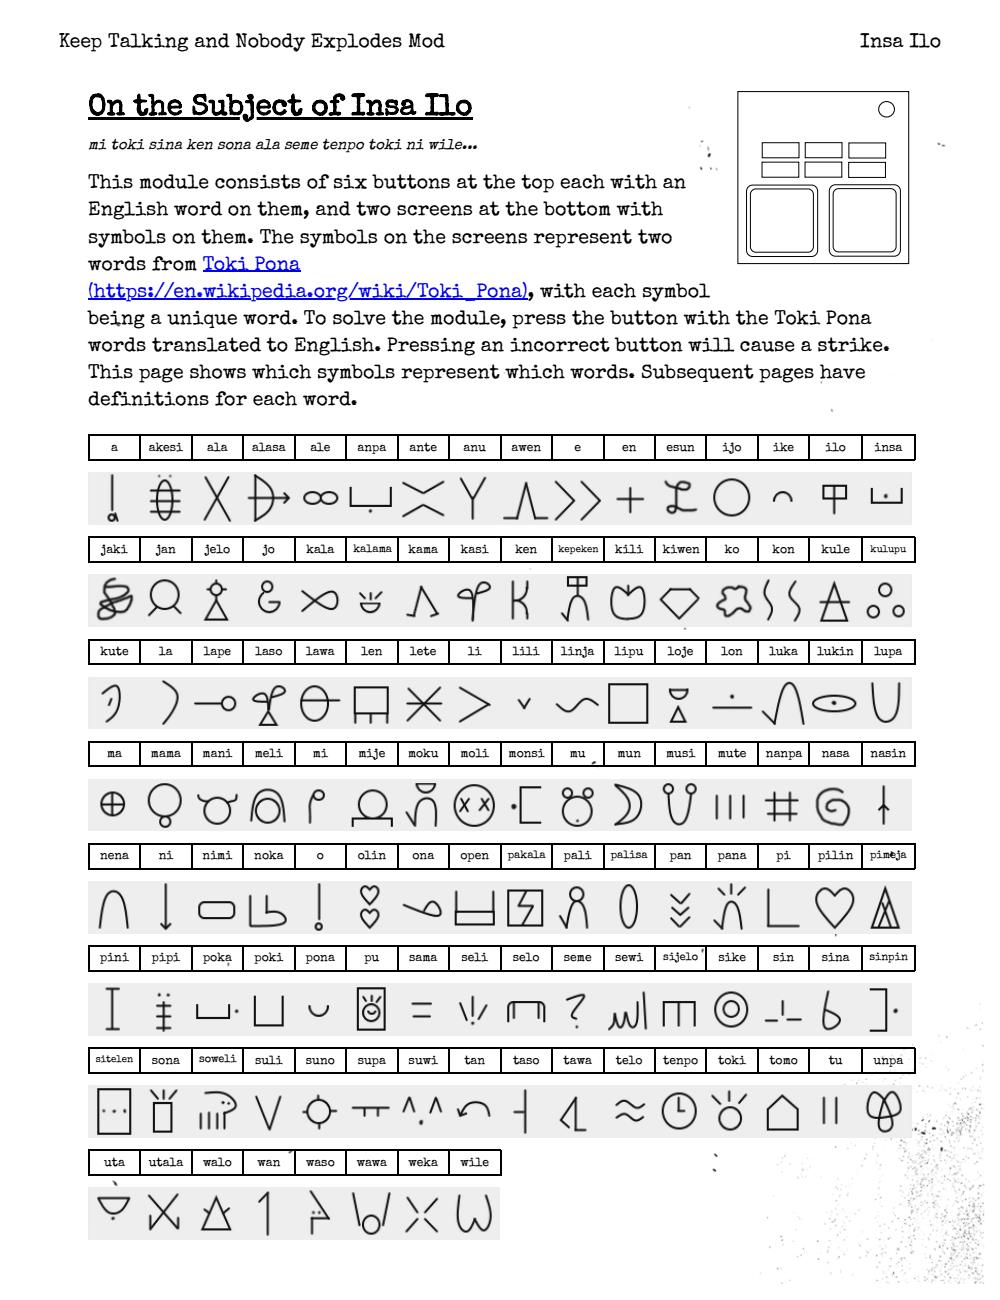 Keep Talking and Nobody Explodes Mod Insa Ilo
On the Subject of Insa Ilo
mi toki sina ken sona ala seme tenpo toki ni wile...
This module consists of six buttons at the top each with an
English word on them, and two screens at the bottom with
symbols on them. The symbols on the screens represent two
words from Toki Pona
(https://en.wikipedia.org/wiki/Toki_Pona), with each symbol
being a unique word. To solve the module, press the button with the Toki Pona
words translated to English. Pressing an incorrect button will cause a strike.
This page shows which symbols represent which words. Subsequent pages have
definitions for each word.
a akesi ala alasa ale anpa ante anu awen e en esun ijo ike ilo insa
jaki jan jelo jo kala kalama kama kasi ken kepeken kili kiwen ko kon kule kulupu
kute la lape laso lawa len lete li lili linja lipu loje lon luka lukin lupa
ma mama mani meli mi mije moku moli monsi mu mun musi mute nanpa nasa nasin
nena ni nimi noka o olin ona open pakala pali palisa pan pana pi pilin pimeja
pini pipi poka poki pona pu sama seli selo seme sewi sijelo sike sin sina sinpin
sitelen sona soweli suli suno supa suwi tan taso tawa telo tenpo toki tomo tu unpa
uta utala walo wan waso wawa weka wile